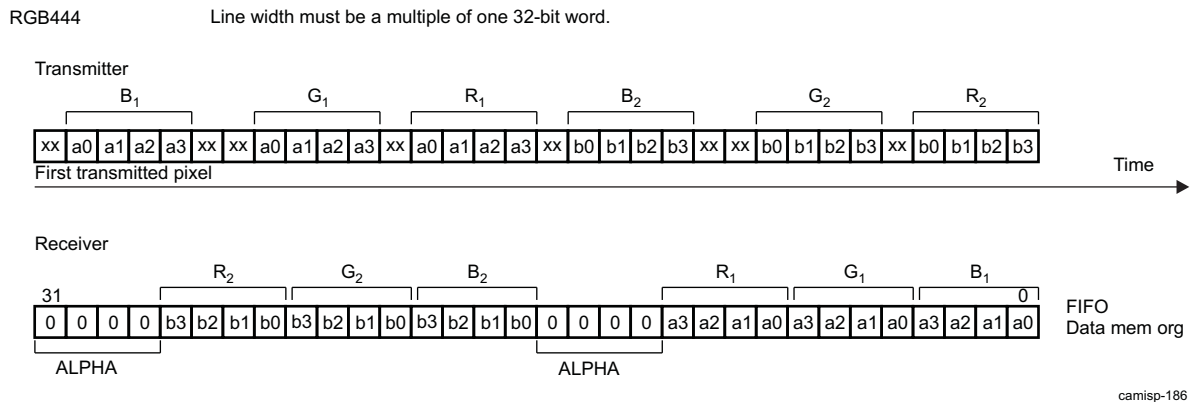 RGB444 Line width must be a multiple of one 32-bit word.
Transmitter
B1 G1 R1 B2 G2 R2
xx a0 a1 a2 a3 xx xx a0 a1 a2 a3 xx a0 a1 a2 a3 xx b0 b1 b2 b3 xx xx b0 b1 b2 b3 xx b0 b1 b2 b3
First transmitted pixel Time
Receiver
R2 G2 B2 R1 G1 B1
31 0
0 0 0 0 b3 b2 b1 b0 b3 b2 b1 b0 b3 b2 b1 b0 0 0 0 0 a3 a2 a1 a0 a3 a2 a1 a0 a3 a2 a1 a0
FIFO
Data mem org
ALPHA ALPHA
camisp-186